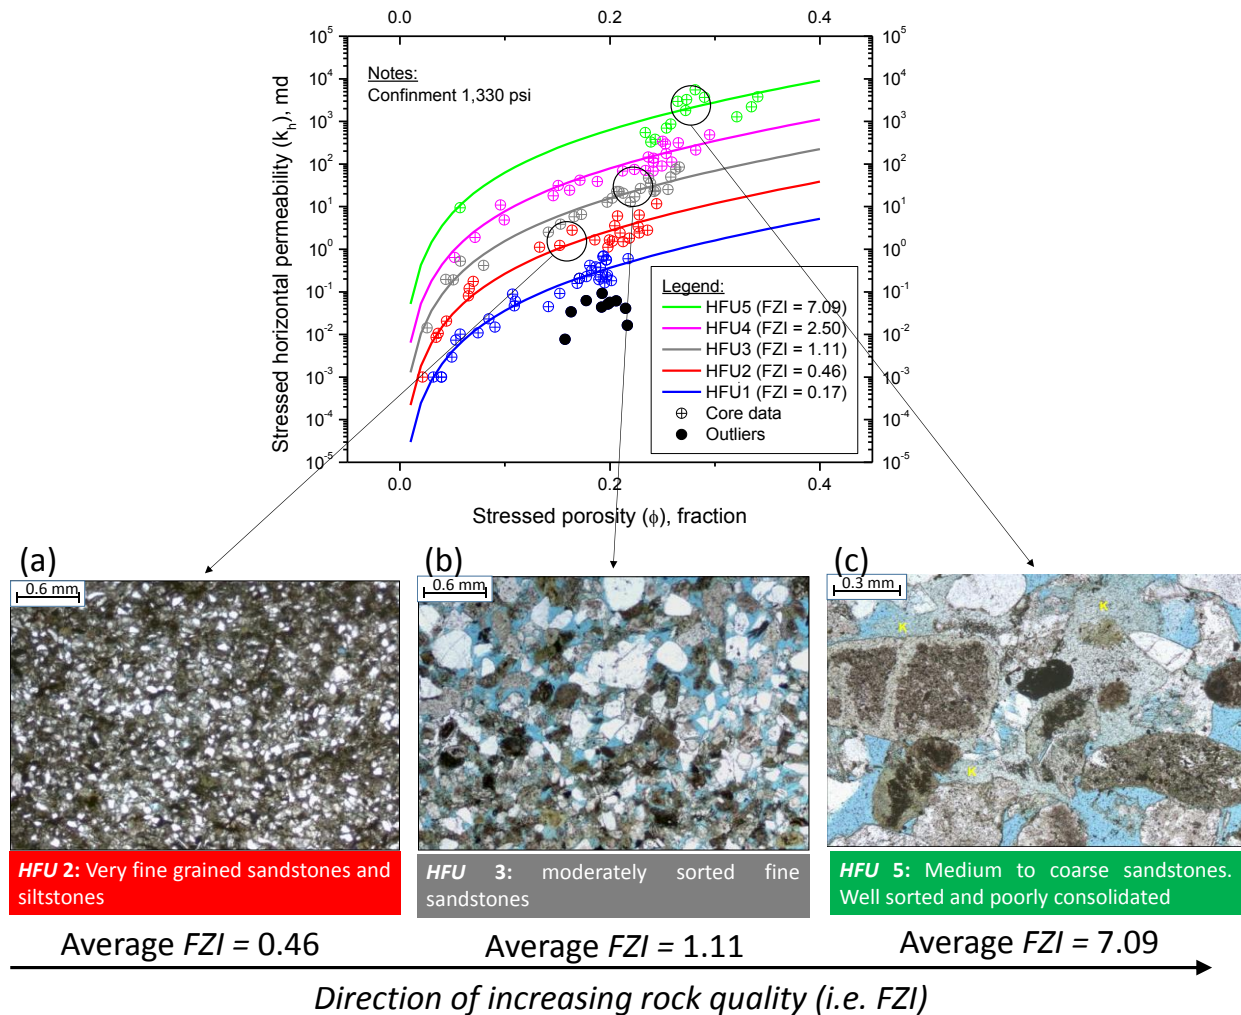 0.0 0.2 0.4
10^5 10^5
10^4 10^4
10^3 10^3
10^2 10^2
10^1 10^1
10^0 10^0
10^-1 10^-1
10^-2 10^-2
10^-3 10^-3
10^-4 10^-4
10^-5 10^-5
Stressed horizontal permeability (k_h), md
Notes:
Confinment 1,330 psi
Legend:
HFU5 (FZI = 7.09)
HFU4 (FZI = 2.50)
HFU3 (FZI = 1.11)
HFU2 (FZI = 0.46)
HFU1 (FZI = 0.17)
Core data
Outliers
0.0 0.2 0.4
Stressed porosity (ϕ), fraction
(a)
0.6 mm
HFU 2: Very fine grained sandstones and
siltstones
Average FZI = 0.46
(b)
0.6 mm
HFU 3: moderately sorted fine
sandstones
Average FZI = 1.11
(c)
0.3 mm
K
K
K
HFU 5: Medium to coarse sandstones.
Well sorted and poorly consolidated
Average FZI = 7.09
Direction of increasing rock quality (i.e. FZI)